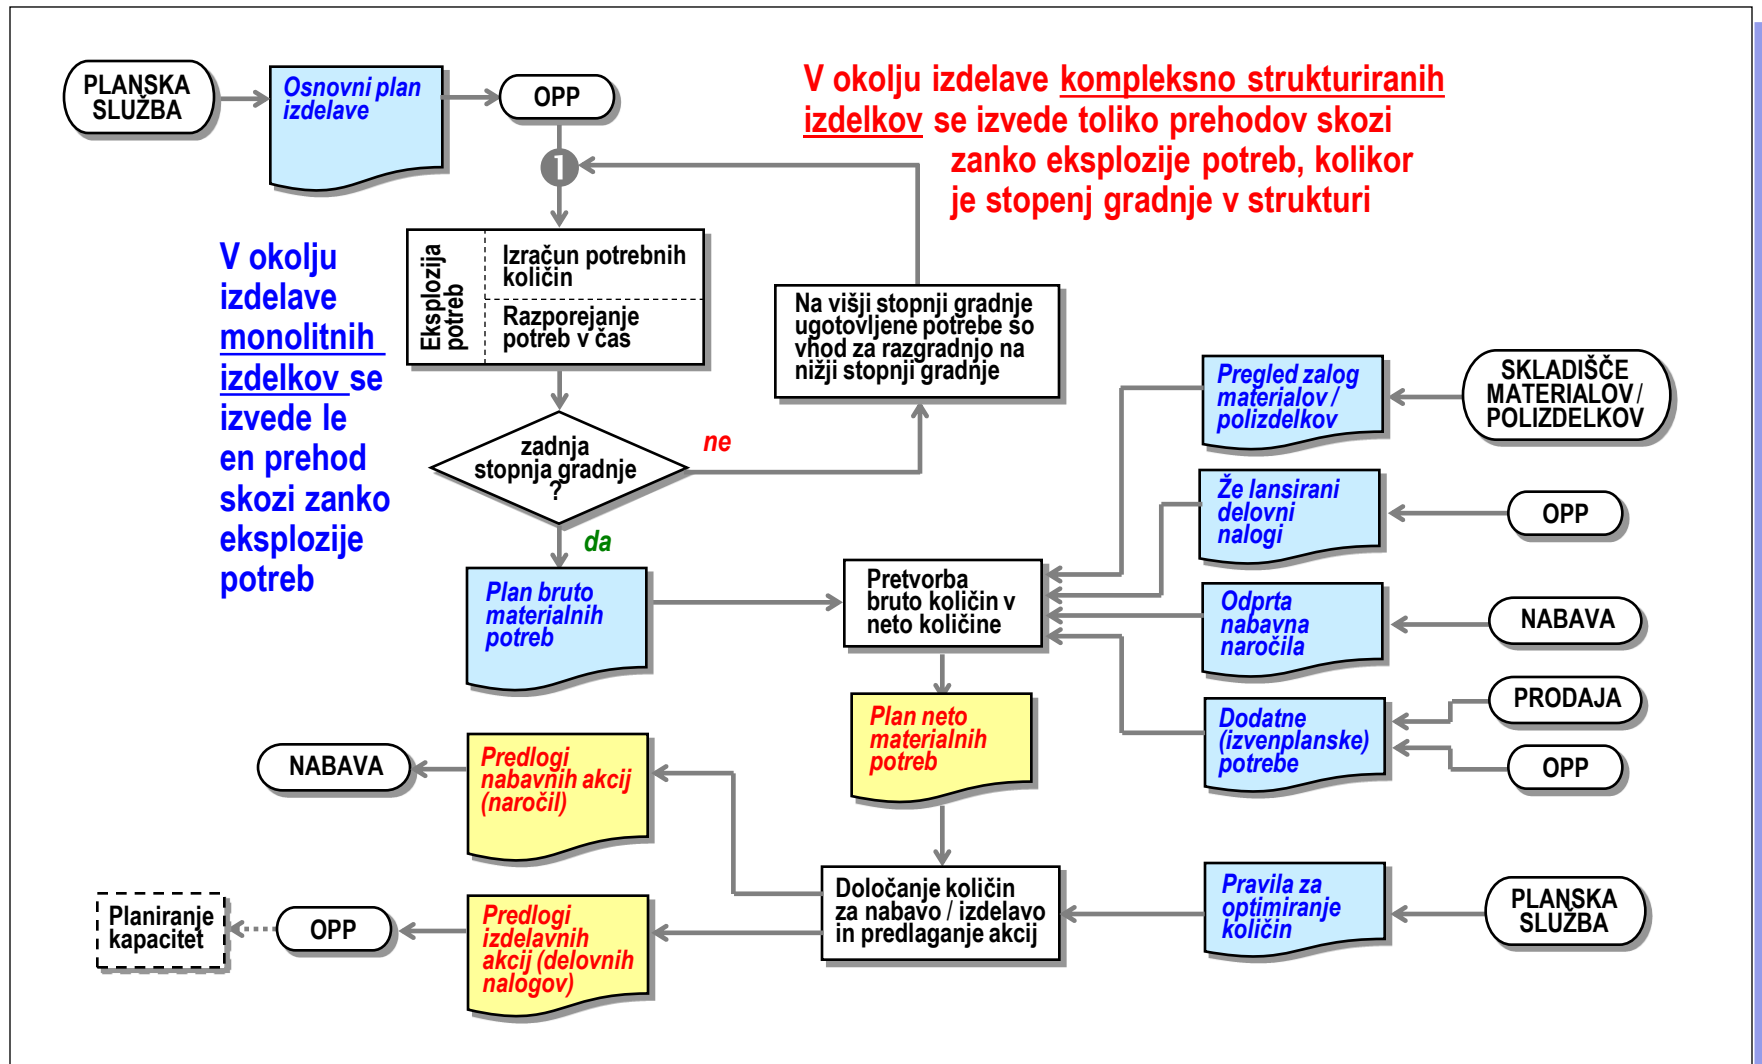 PLANSKA
SLUŽBA
Osnovni plan
izdelave
OPP
V okolju izdelave kompleksno strukturiranih
izdelkov se izvede toliko prehodov skozi
zanko eksplozije potreb, kolikor
je stopenj gradnje v strukturi
1
V okolju
izdelave
monolitnih
izdelkov se
izvede le
en prehod
skozi zanko
eksplozije
potreb
Eksplozija
potreb
Izračun potrebnih
količin
Razporejanje
potreb v čas
Na višji stopnji gradnje
ugotovljene potrebe so
vhod za razgradnjo na
nižji stopnji gradnje
zadnja
stopnja gradnje
?
ne
da
Pregled zalog
materialov /
polizdelkov
SKLADIŠČE
MATERIALOV /
POLIZDELKOV
Že lansirani
delovni
nalogi
OPP
Plan bruto
materialnih
potreb
Pretvorba
bruto količin v
neto količine
Odprta
nabavna
naročila
NABAVA
Plan neto
materialnih
potreb
Dodatne
(izvenplanske)
potrebe
PRODAJA
OPP
NABAVA
Predlogi
nabavnih akcij
(naročil)
Planiranje
kapacitet
OPP
Predlogi
izdelavnih
akcij (delovnih
nalogov)
Določanje količin
za nabavo / izdelavo
in predlaganje akcij
Pravila za
optimiranje
količin
PLANSKA
SLUŽBA